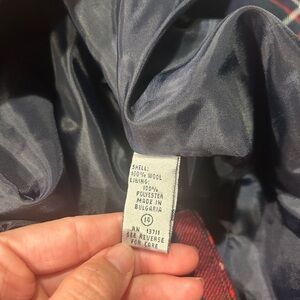 SHELL:
100% WOOL
LINING:
100%
POLYESTER
MADE IN
BULGARIA
14
RN 13711
SEE REVERSE
FOR CARE